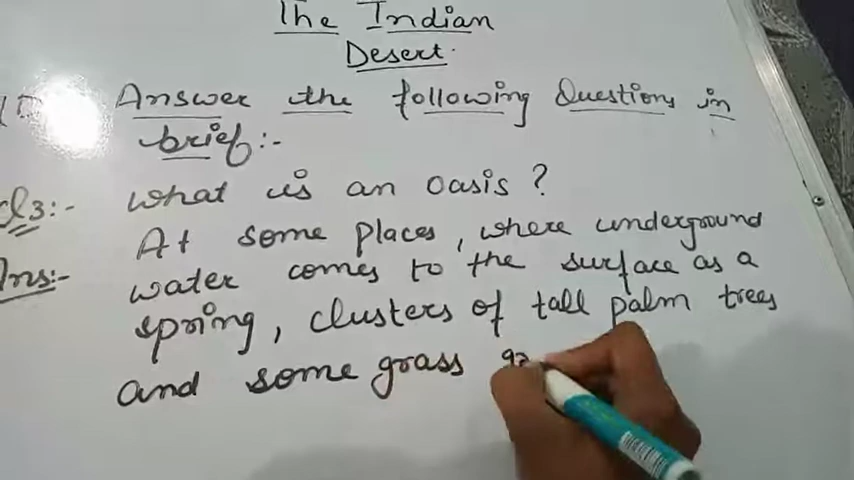 The Indian
Desert.
Answer the following Questions in
brief:-
Q3:- What is an oasis ?
At some places, where underground
Ans:- water comes to the surface as a
spring, clusters of tall palm trees
and some grass